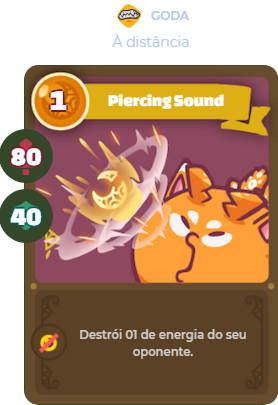 GODA
À distância
1
Piercing Sound
80
40
Destrói 01 de energia do seu
oponente.